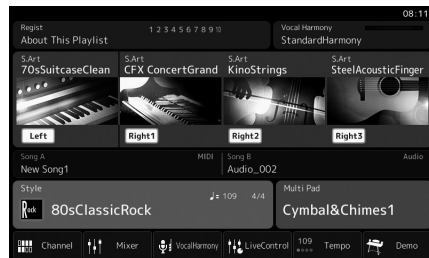 08:11
Regist
1 2 3 4 5 6 7 8 9 10
About This Playlist
Vocal Harmony
StandardHarmony
S.Art
70sSuitcaseClean
S.Art
CFX ConcertGrand
S.Art
KinoStrings
S.Art
SteelAcousticFinger
Left
Right1
Right2
Right3
Song A
MIDI
New Song1
Song B
Audio
Audio_002
Style
♩= 109 4/4
Rock
80sClassicRock
Multi Pad
Cymbal&Chimes1
Channel
Mixer
VocalHarmony
LiveControl
109
Tempo
Demo